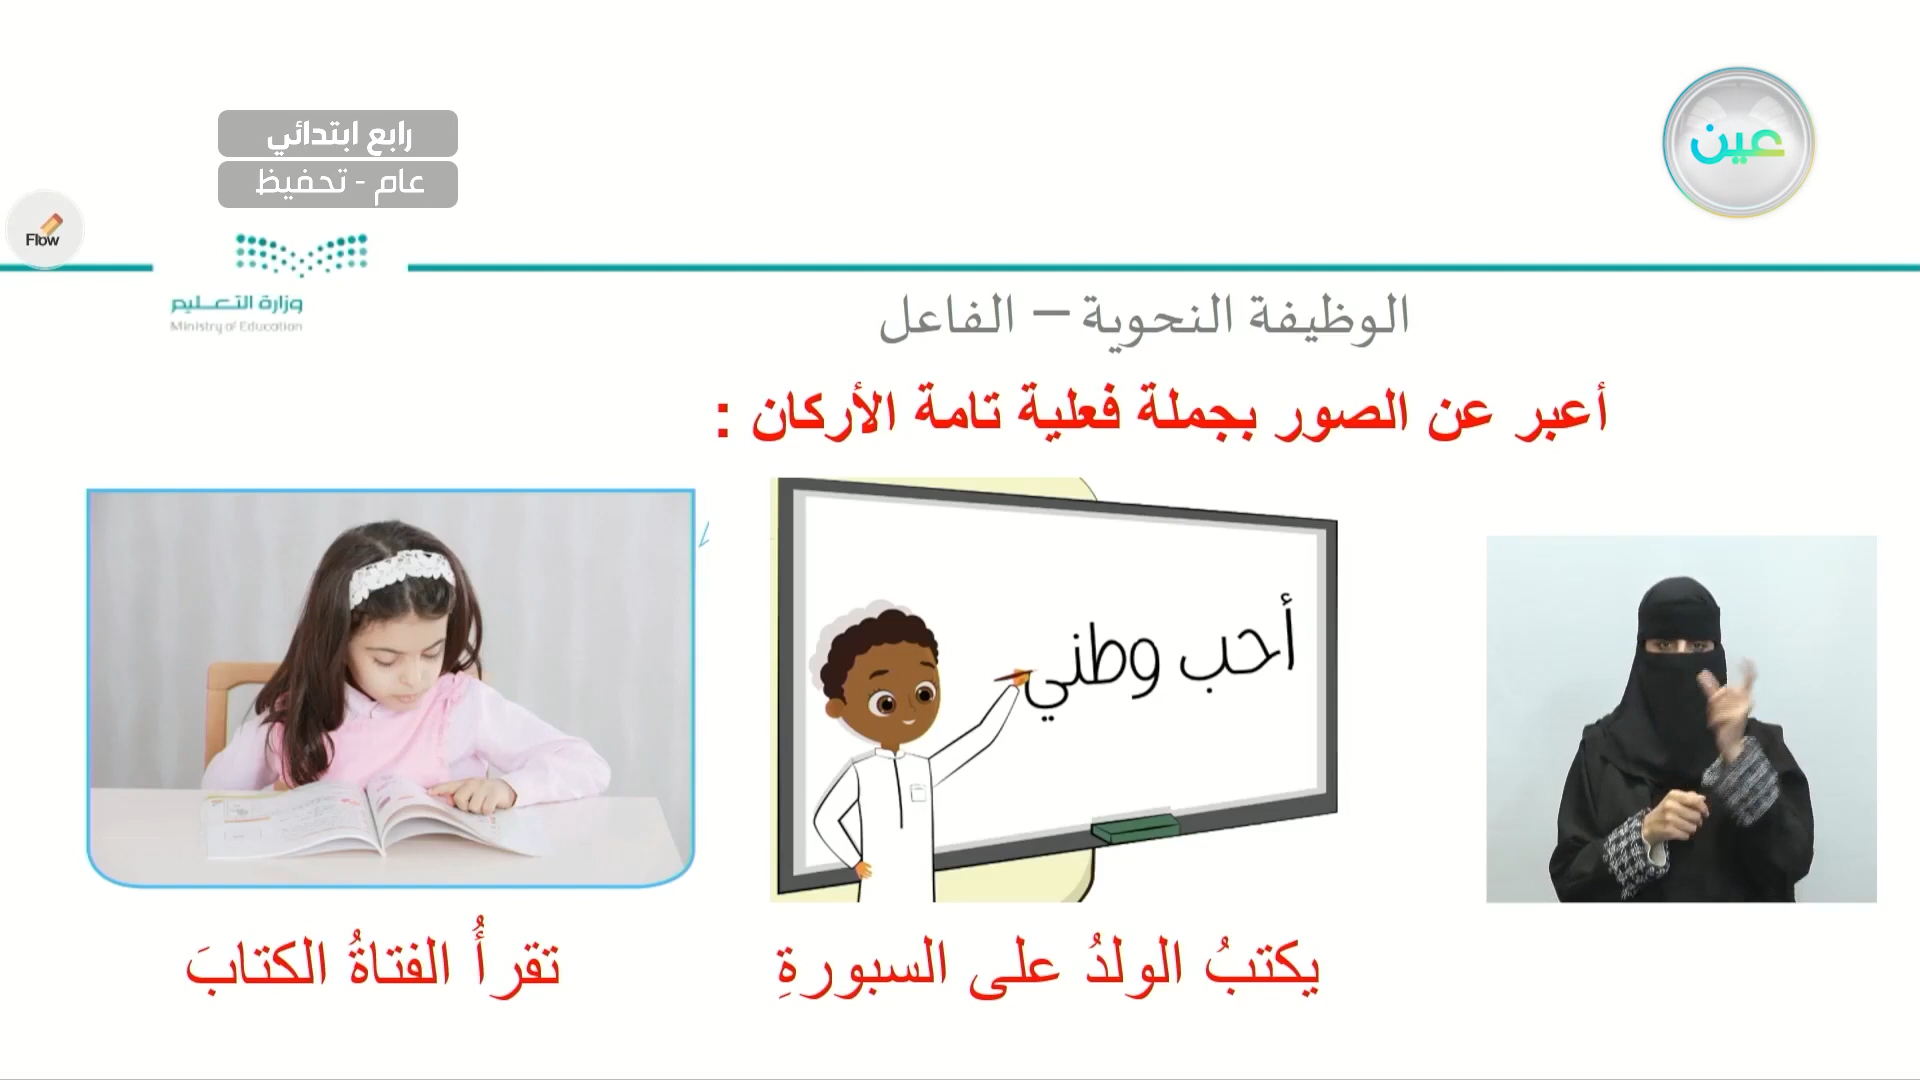 رابع ابتدائي
عام - تحفيظ
عين
Flow
وزارة التعليم
Ministry of Education
الوظيفة النحوية – الفاعل
أعبر عن الصور بجملة فعلية تامة الأركان :
أحب وطني
يكتبُ الولدُ على السبورةِ
تقرأُ الفتاةُ الكتابَ